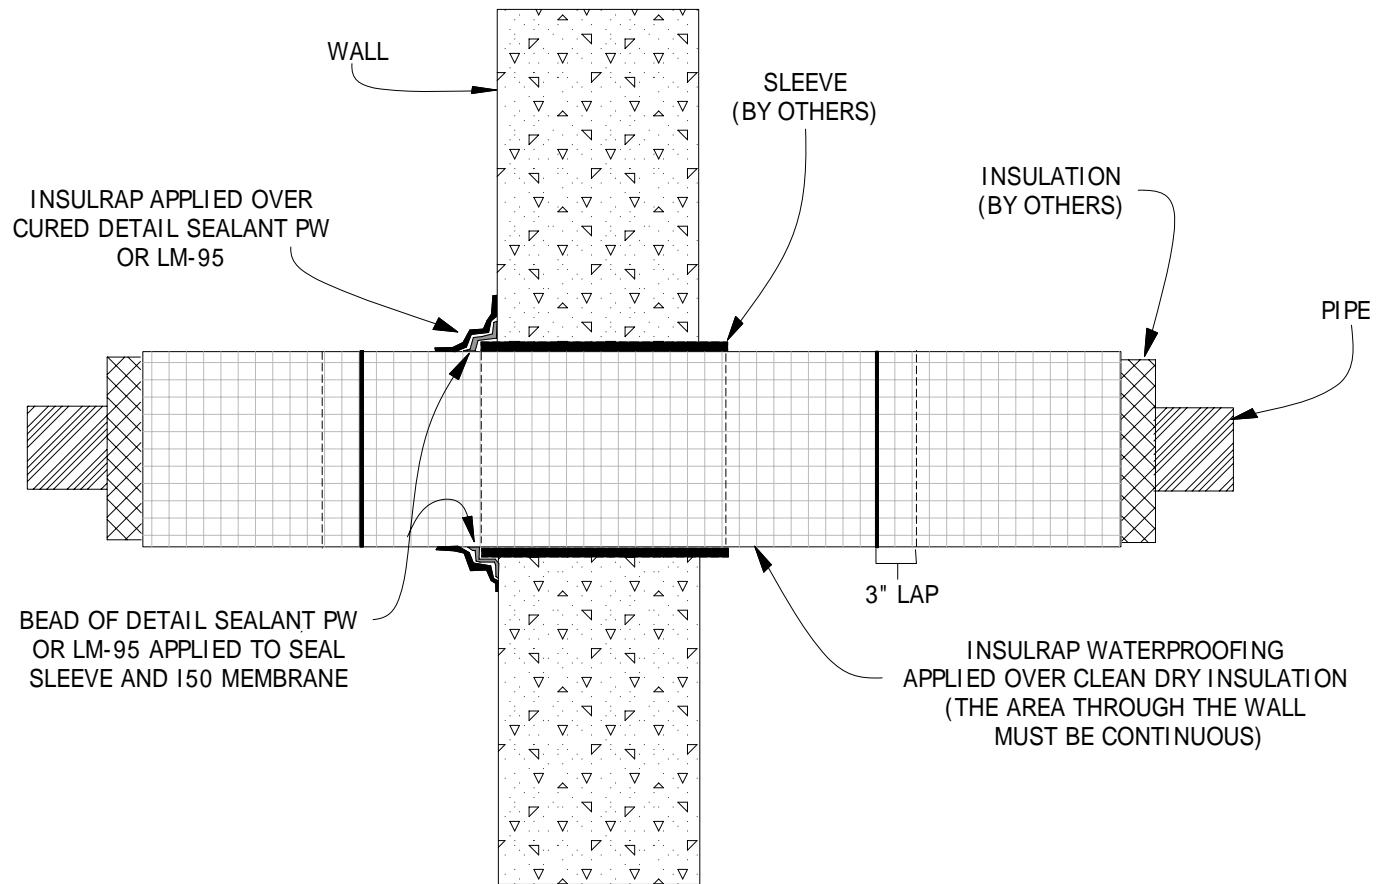 WALL
SLEEVE
(BY OTHERS)
INSULATION
(BY OTHERS)
INSULRAP APPLIED OVER
CURED DETAIL SEALANT PW
OR LM-95
PIPE
3" LAP
BEAD OF DETAIL SEALANT PW
OR LM-95 APPLIED TO SEAL
SLEEVE AND I50 MEMBRANE
INSULRAP WATERPROOFING
APPLIED OVER CLEAN DRY INSULATION
(THE AREA THROUGH THE WALL
MUST BE CONTINUOUS)